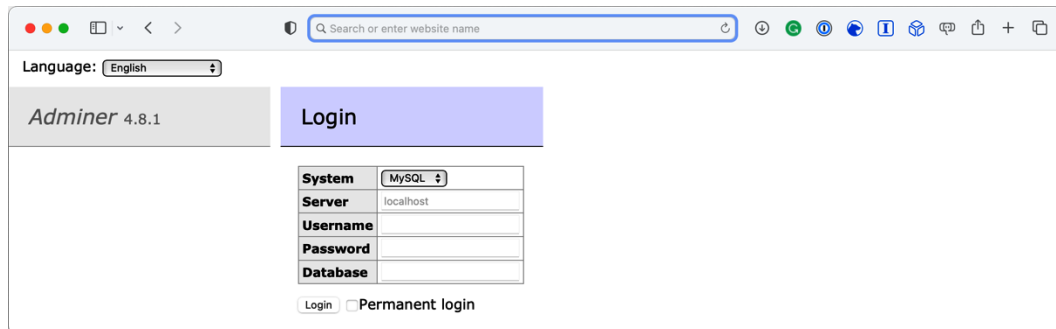 Search or enter website name
Language: English
Adminer 4.8.1
Login
System MySQL
Server localhost
Username
Password
Database
Login Permanent login